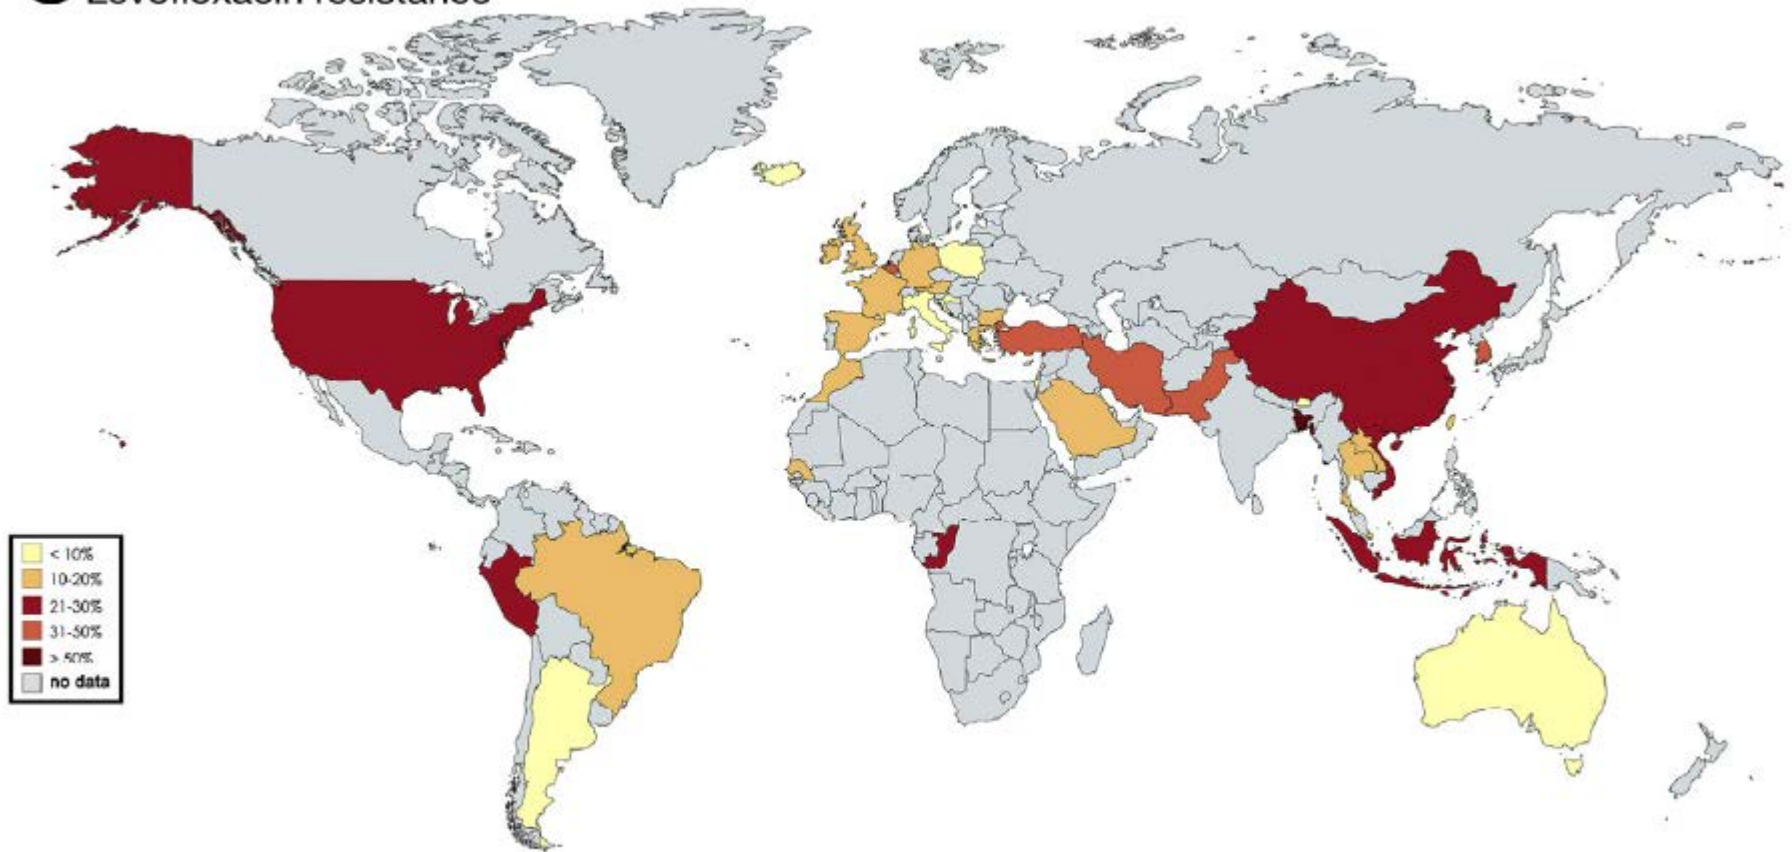 Levofloxacin resistance
< 10%
10-20%
21-30%
31-50%
> 50%
no data